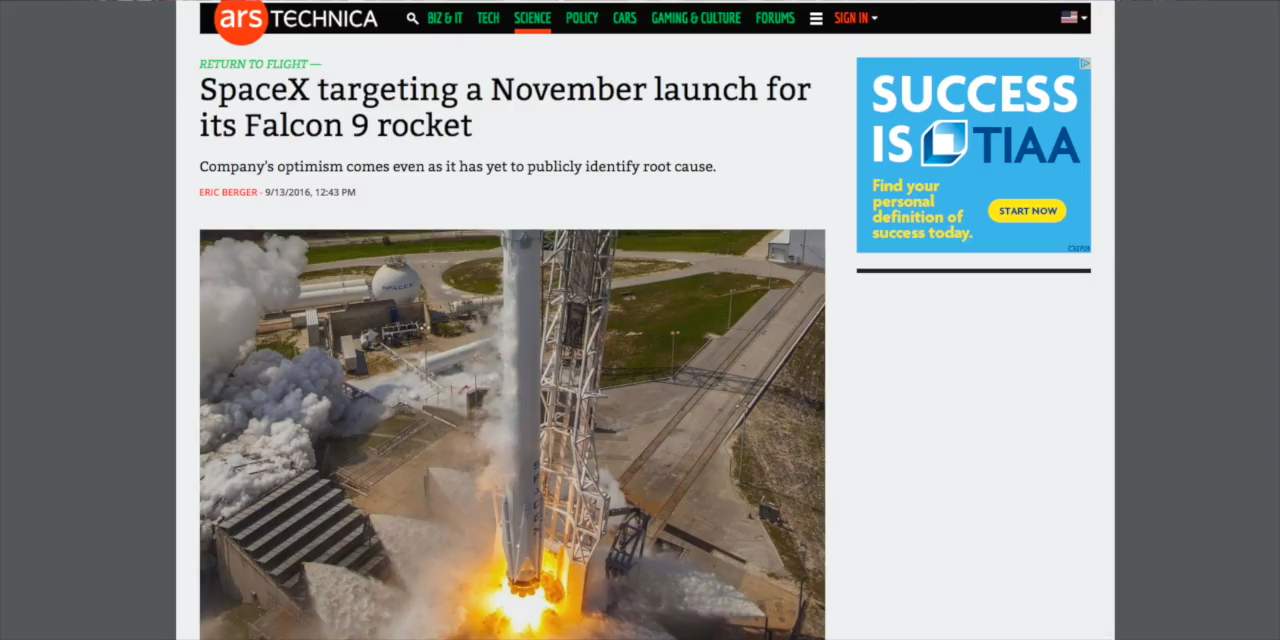 ars TECHNICA
BIZ & IT TECH SCIENCE POLICY CARS GAMING & CULTURE FORUMS SIGN IN
RETURN TO FLIGHT —
SpaceX targeting a November launch for
its Falcon 9 rocket
Company's optimism comes even as it has yet to publicly identify root cause.
ERIC BERGER - 9/13/2016, 12:43 PM
SUCCESS
IS TIAA
Find your
personal
definition of
success today.
START NOW
SPACEX
SPACEX